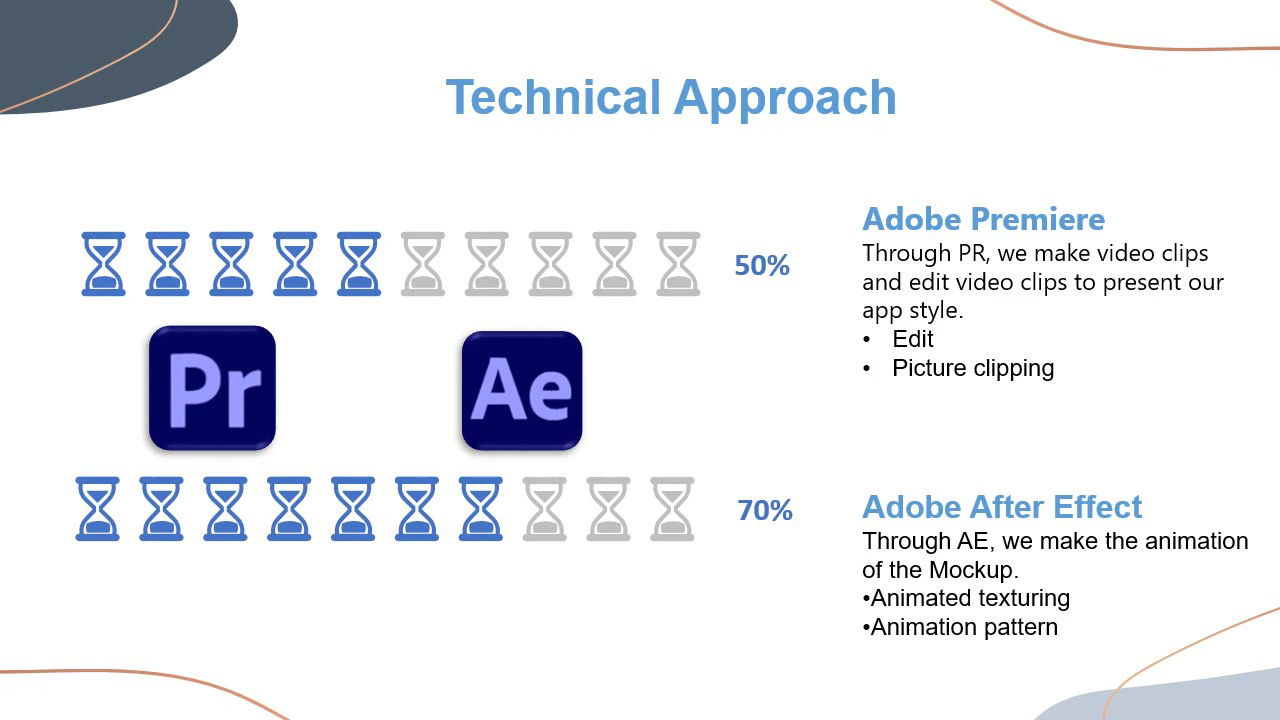 Technical Approach
50%
Pr
Ae
70%
Adobe Premiere
Through PR, we make video clips
and edit video clips to present our
app style.
• Edit
• Picture clipping
Adobe After Effect
Through AE, we make the animation
of the Mockup.
•Animated texturing
•Animation pattern